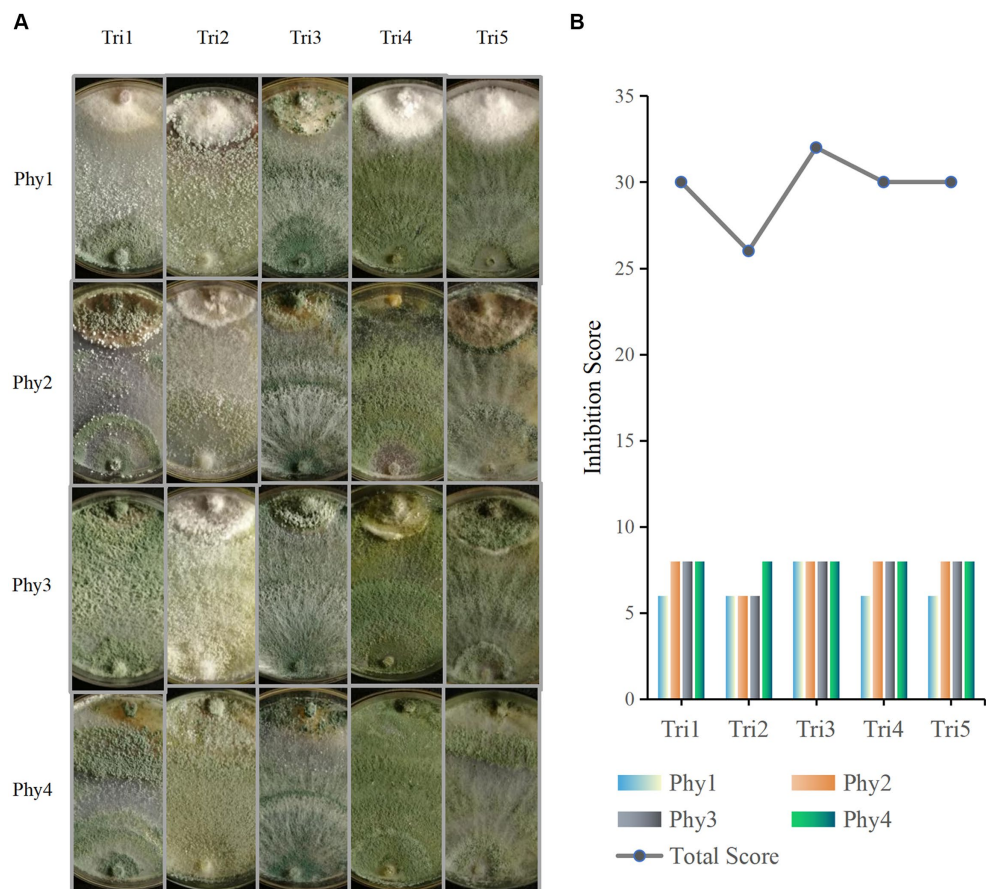 A
Tri1 Tri2 Tri3 Tri4 Tri5
Phy1
Phy2
Phy3
Phy4
B
35
30
25
20
15
10
5
0
Inhibition Score
Tri1 Tri2 Tri3 Tri4 Tri5
Phy1 Phy2
Phy3 Phy4
Total Score